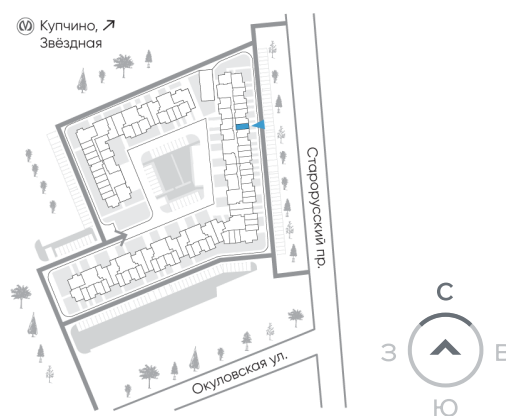 Купчино, ↗
Звёздная
Старорусский пр.
Окуловская ул.
С
З
В
Ю